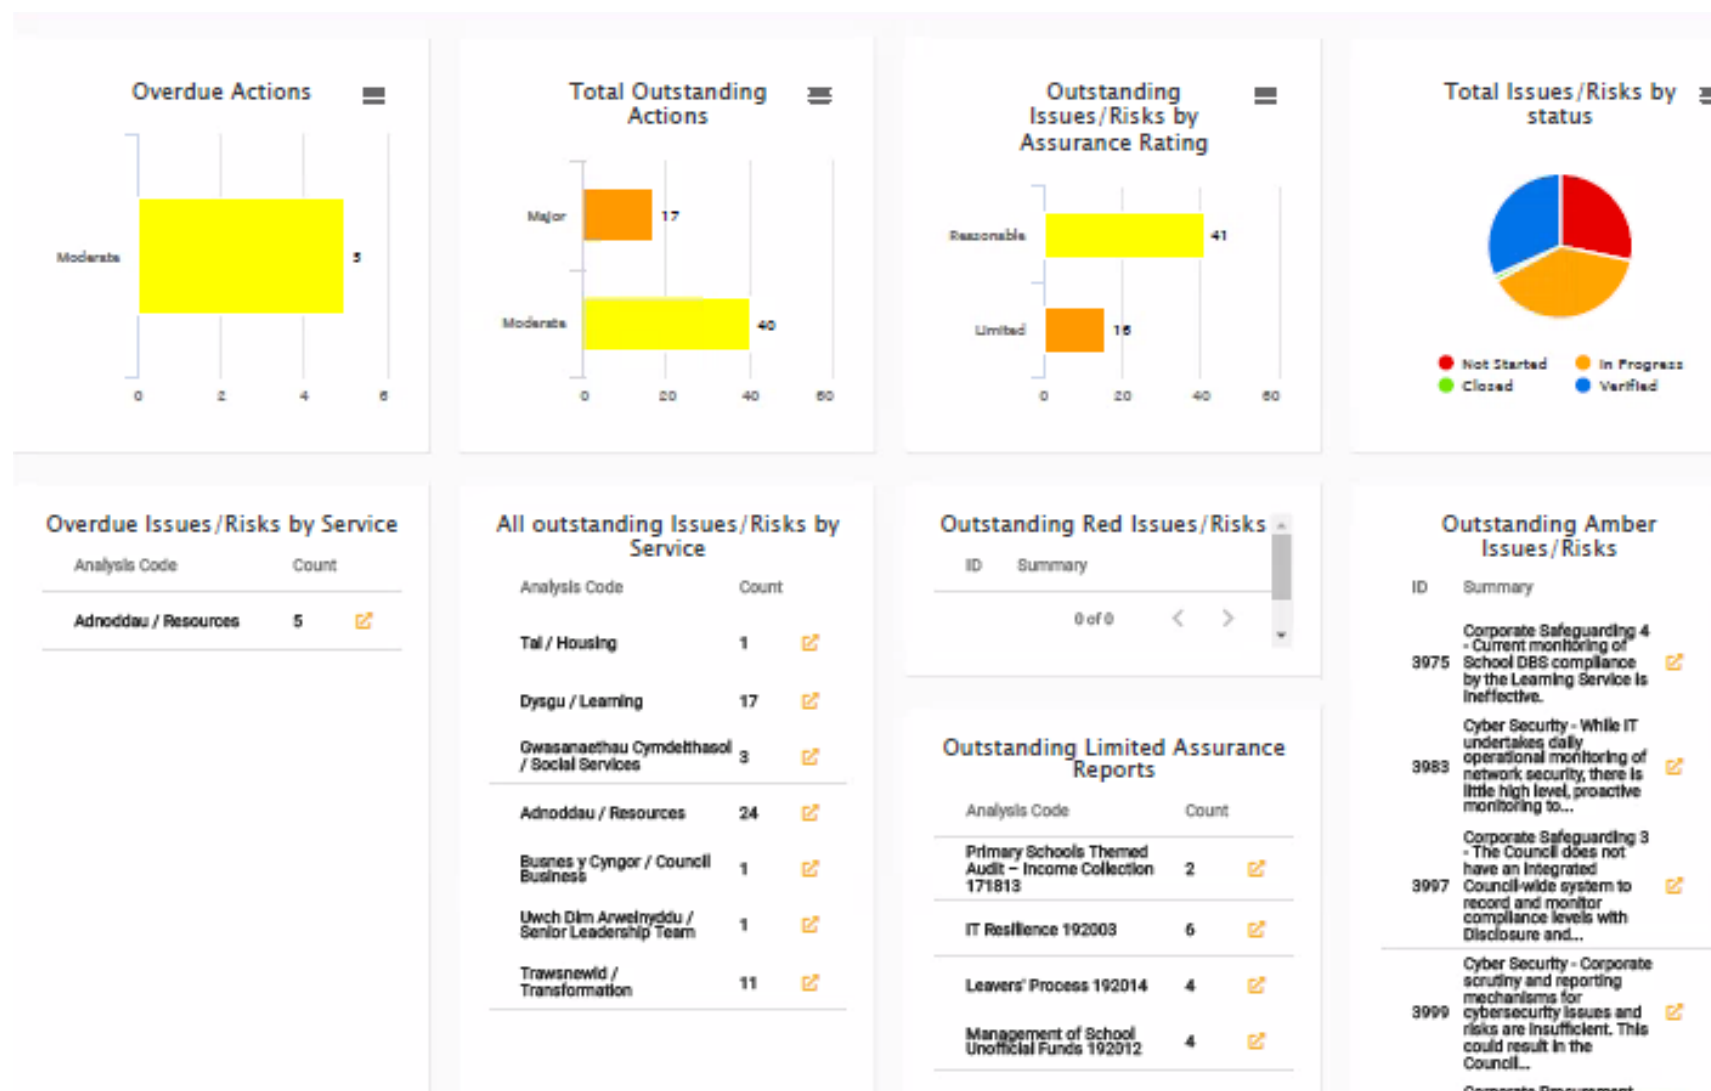 Overdue Actions
Moderate
5
0 2 4 6
Total Outstanding
Actions
Major
17
Moderate
40
0 20 40 60
Outstanding
Issues/Risks by
Assurance Rating
Reasonable
41
Limited
16
0 20 40 60
Total Issues/Risks by
status
Not Started In Progress
Closed Verified
Overdue Issues/Risks by Service
Analysis Code Count
Adnoddau / Resources 5
All outstanding Issues/Risks by
Service
Analysis Code Count
Tai / Housing 1
Dysgu / Learning 17
Gwasanaethau Cymdeithasol
/ Social Services 3
Adnoddau / Resources 24
Busnes y Cyngor / Council
Business 1
Uwch Dim Arweinyddu /
Senior Leadership Team 1
Trawsnewid /
Transformation 11
Outstanding Red Issues/Risks
ID Summary
0 of 0
Outstanding Limited Assurance
Reports
Analysis Code Count
Primary Schools Themed
Audit – Income Collection 2
171813
IT Resilience 192003 6
Leavers' Process 192014 4
Management of School
Unofficial Funds 192012 4
Outstanding Amber
Issues/Risks
ID Summary
Corporate Safeguarding 4
- Current monitoring of
3975 School DBS compliance
by the Learning Service is
ineffective.
Cyber Security - While IT
undertakes daily
operational monitoring of
3983 network security, there is
little high level, proactive
monitoring to...
Corporate Safeguarding 3
- The Council does not
have an integrated
3997 Council-wide system to
record and monitor
compliance levels with
Disclosure and...
Cyber Security - Corporate
scrutiny and reporting
mechanisms for
3999 cybersecurity issues and
risks are insufficient. This
could result in the
Council...
Corporate Procurement